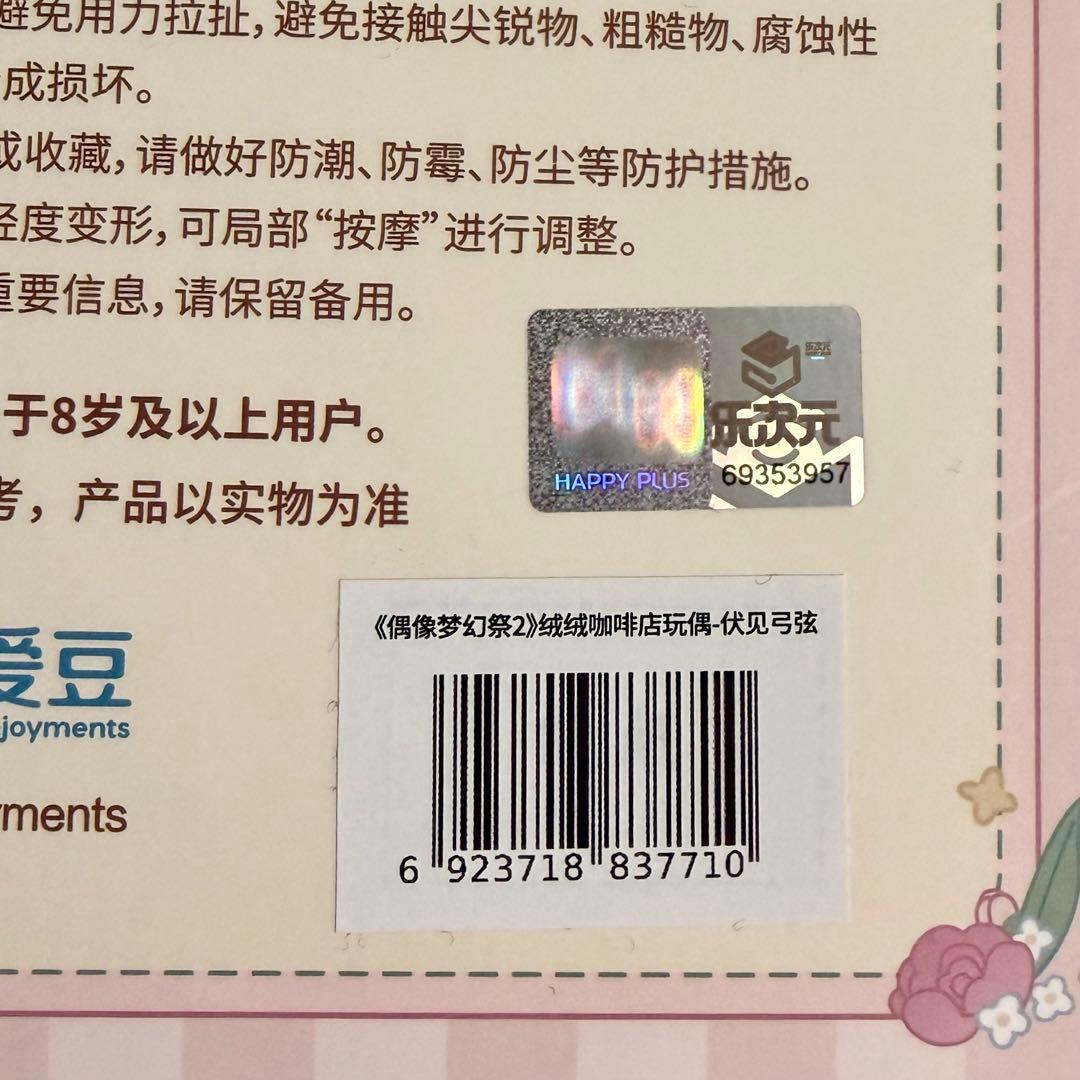 避免用力拉扯，避免接触尖锐物、粗糙物、腐蚀性
成损坏。
或收藏，请做好防潮、防霉、防尘等防护措施。
轻度变形，可局部“按摩”进行调整。
重要信息，请保留备用。
于8岁及以上用户。
考，产品以实物为准
乐次元
乐次元
HAPPY PLUS
69353957
爱豆
joyments
yments
《偶像梦幻祭2》绒绒咖啡店玩偶-伏见弓弦
6 923718 837710